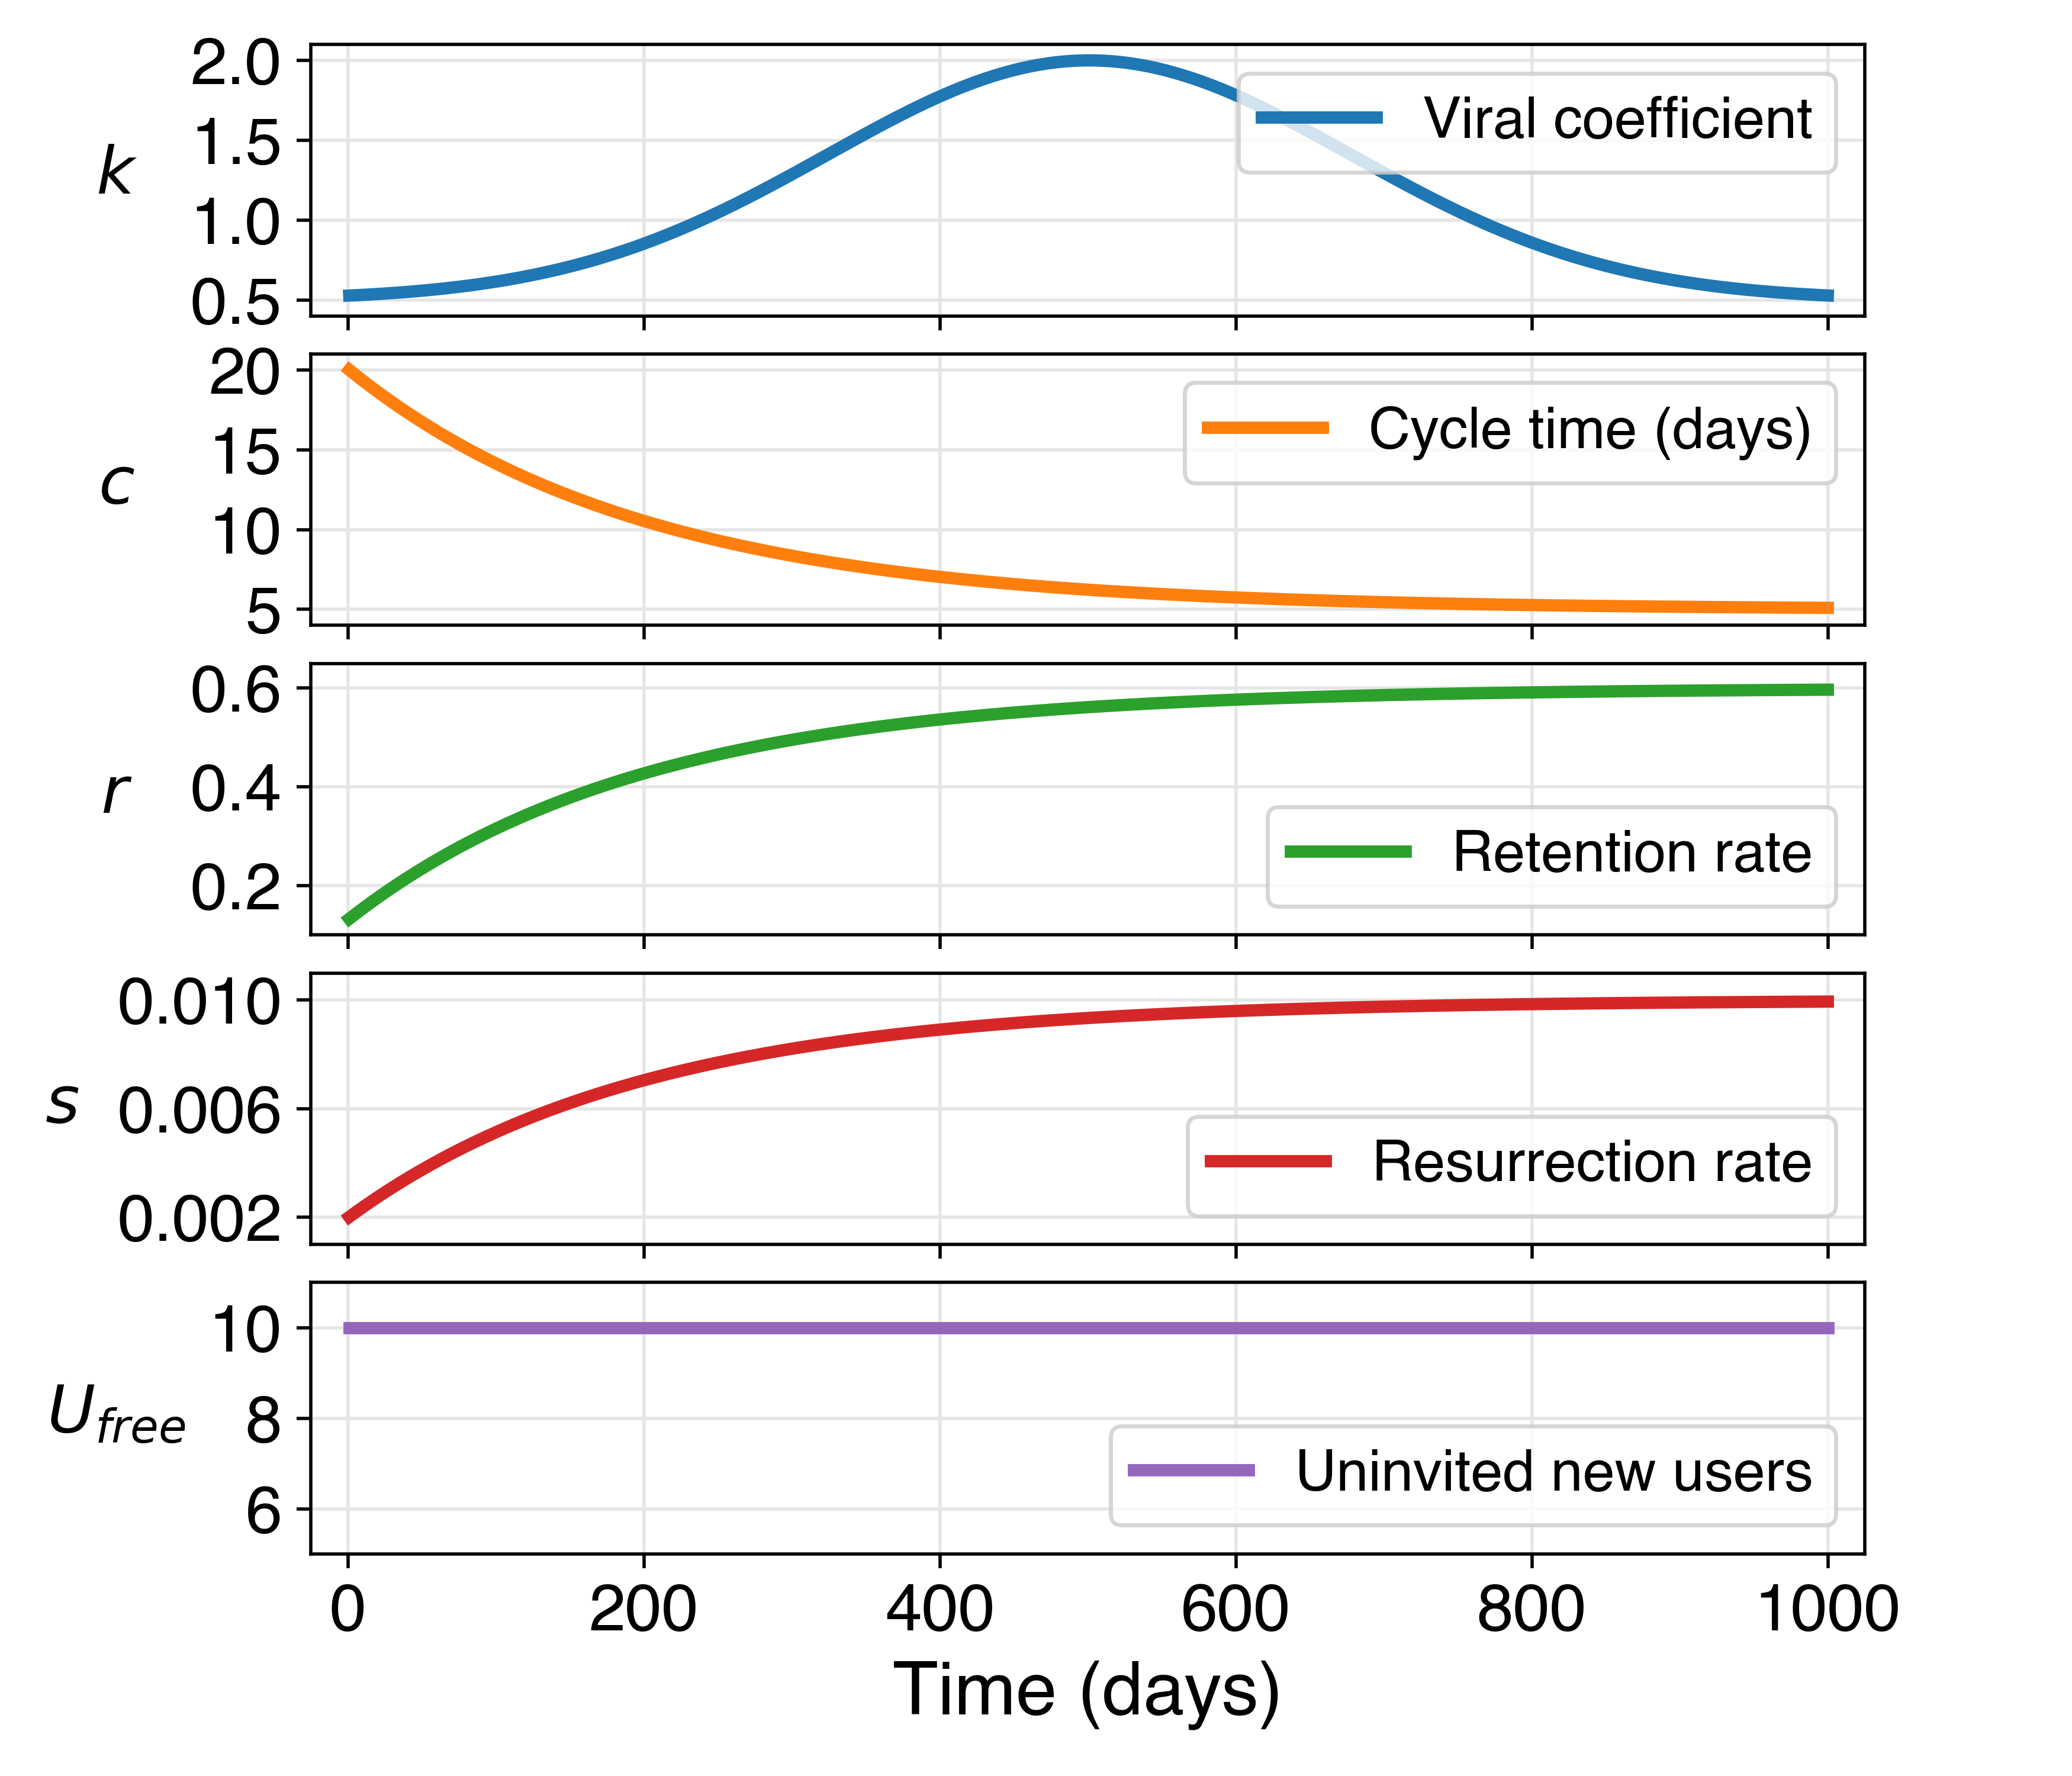 2.0
1.5
1.0
0.5
k
Viral coefficient
20
15
10
5
c
Cycle time (days)
0.6
0.4
0.2
r
Retention rate
0.010
0.006
0.002
s
Resurrection rate
10
8
6
U_free
Uninvited new users
0 200 400 600 800 1000
Time (days)